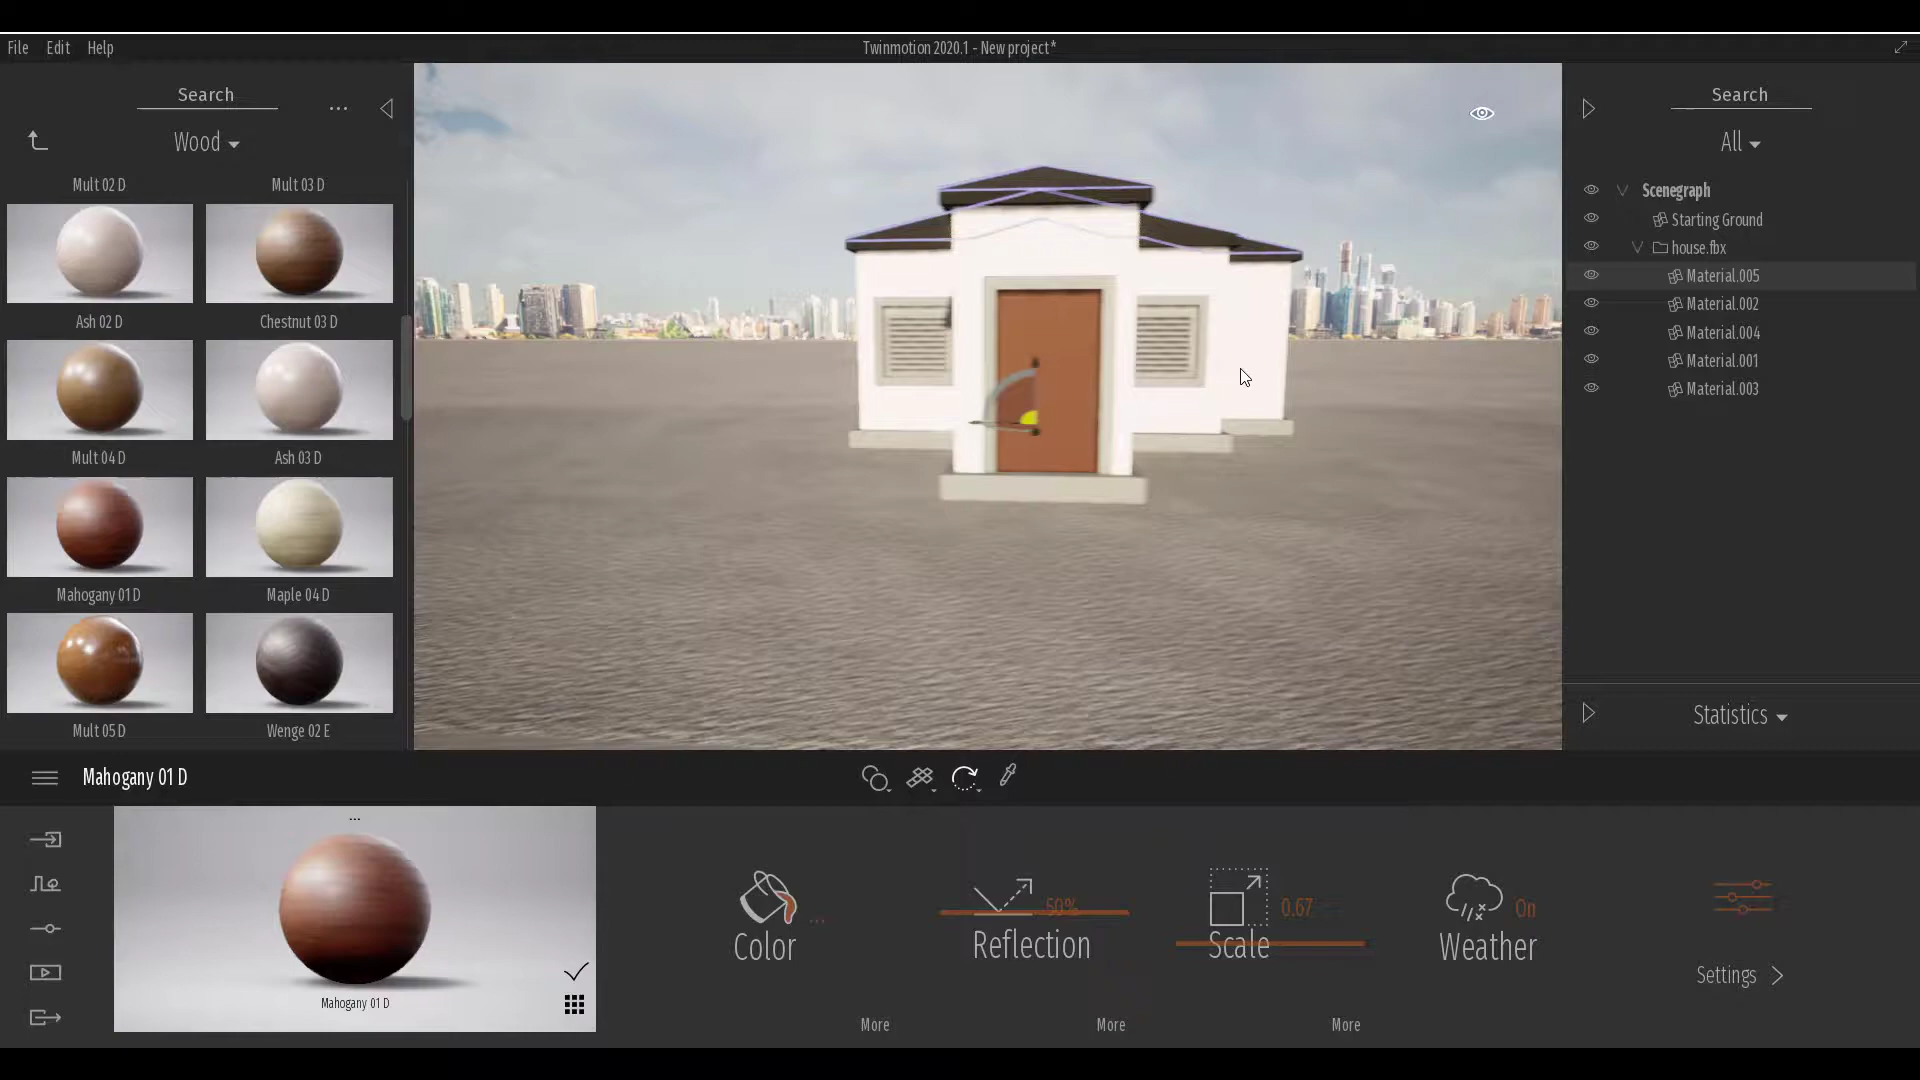 File Edit Help
Twinmotion 2020.1 - New project*
Search
...
Wood
Mult 02 D
Mult 03 D
Ash 02 D
Chestnut 03 D
Mult 04 D
Ash 03 D
Mahogany 01 D
Maple 04 D
Mult 05 D
Wenge 02 E
Search
All
Scenegraph
Starting Ground
house.fbx
Material.005
Material.002
Material.004
Material.001
Material.003
Statistics
Mahogany 01 D
...
Mahogany 01 D
...
Color
50%
Reflection
0.67
Scale
On
Weather
Settings
More
More
More